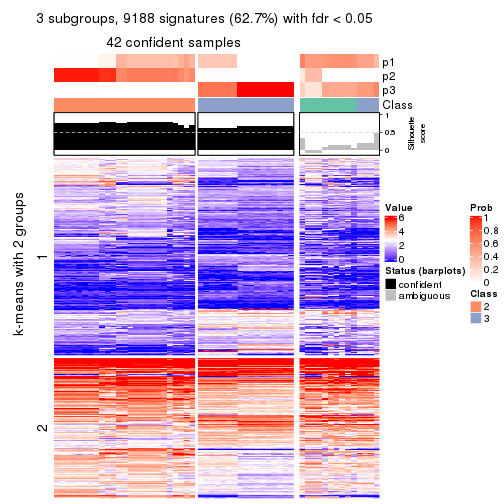 3 subgroups, 9188 signatures (62.7%) with fdr < 0.05
42 confident samples
p1
p2
p3
Class
1
0.5
0
Silhouette
score
k-means with 2 groups
1
2
Value
6
4
2
0
Status (barplots)
confident
ambiguous
Prob
1
0.8
0.6
0.4
0.2
0
Class
2
3